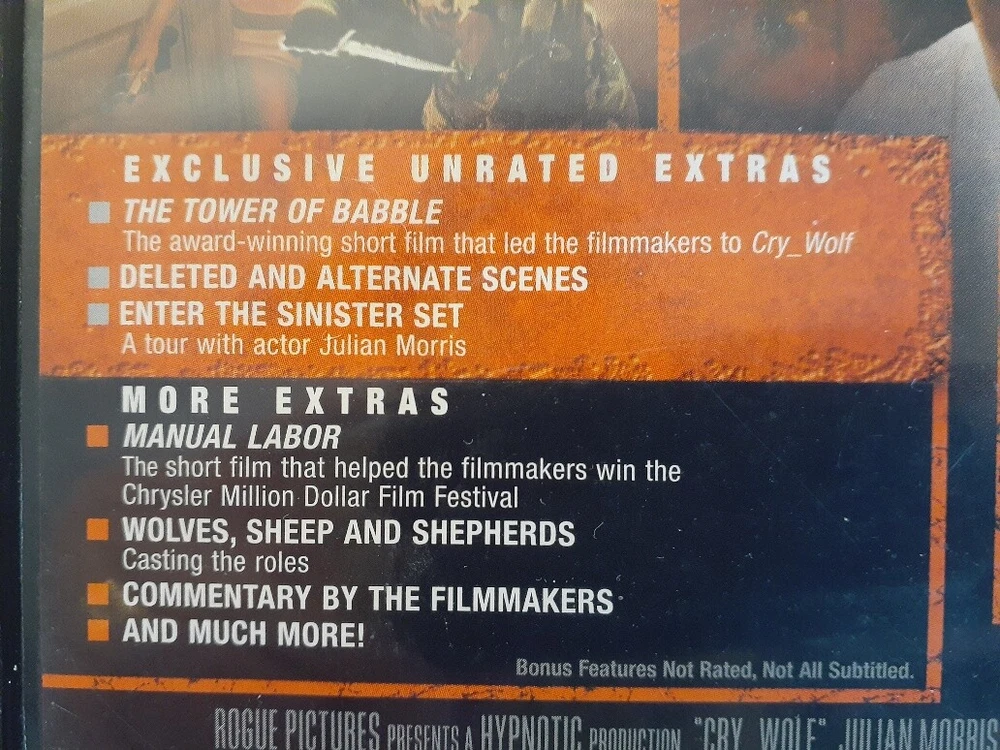 EXCLUSIVE UNRATED EXTRAS
THE TOWER OF BABBLE
The award-winning short film that led the filmmakers to Cry_Wolf
DELETED AND ALTERNATE SCENES
ENTER THE SINISTER SET
A tour with actor Julian Morris
MORE EXTRAS
MANUAL LABOR
The short film that helped the filmmakers win the
Chrysler Million Dollar Film Festival
WOLVES, SHEEP AND SHEPHERDS
Casting the roles
COMMENTARY BY THE FILMMAKERS
AND MUCH MORE!
Bonus Features Not Rated, Not All Subtitled.
ROGUE PICTURES PRESENTS A HYPNOTIC PRODUCTION "CRY_WOLF" JULIAN MORRIS